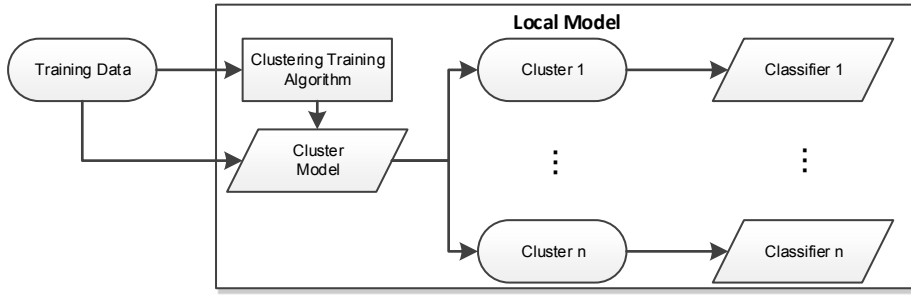 Local Model
Training Data
Clustering Training
Algorithm
Cluster
Model
Cluster 1
Classifier 1
Cluster n
Classifier n